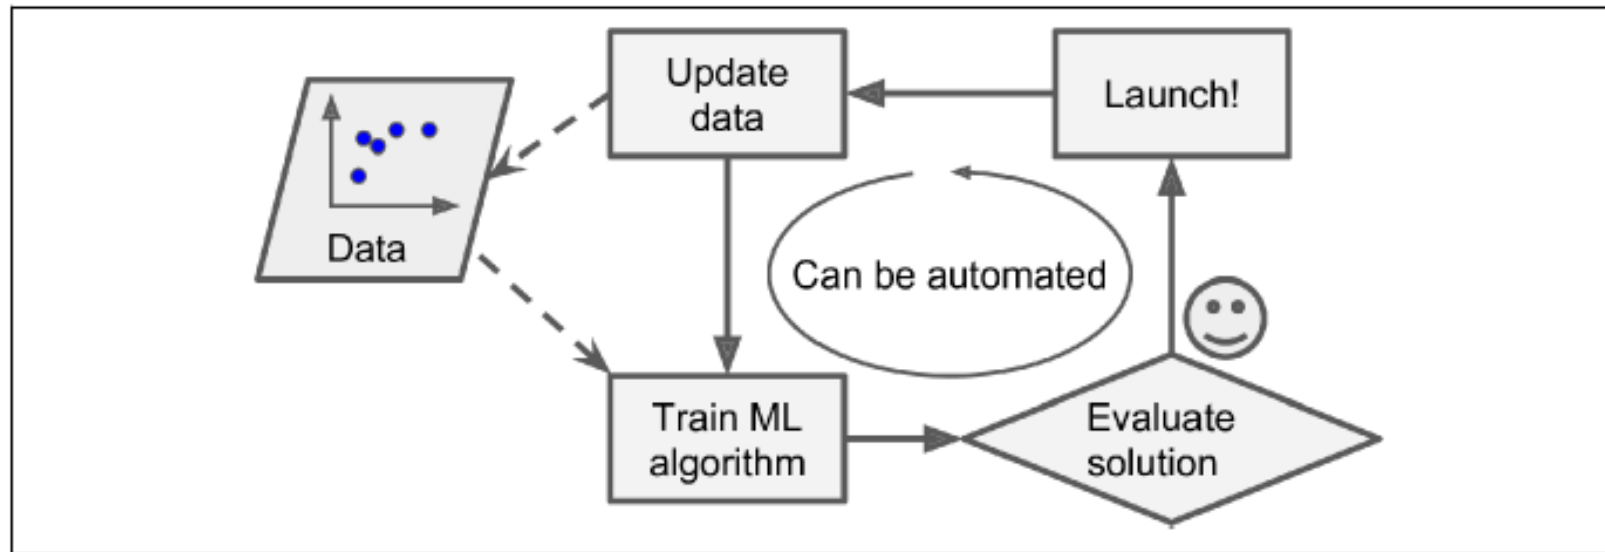 Update
data
Launch!
Data
Can be automated
Train ML
algorithm
Evaluate
solution